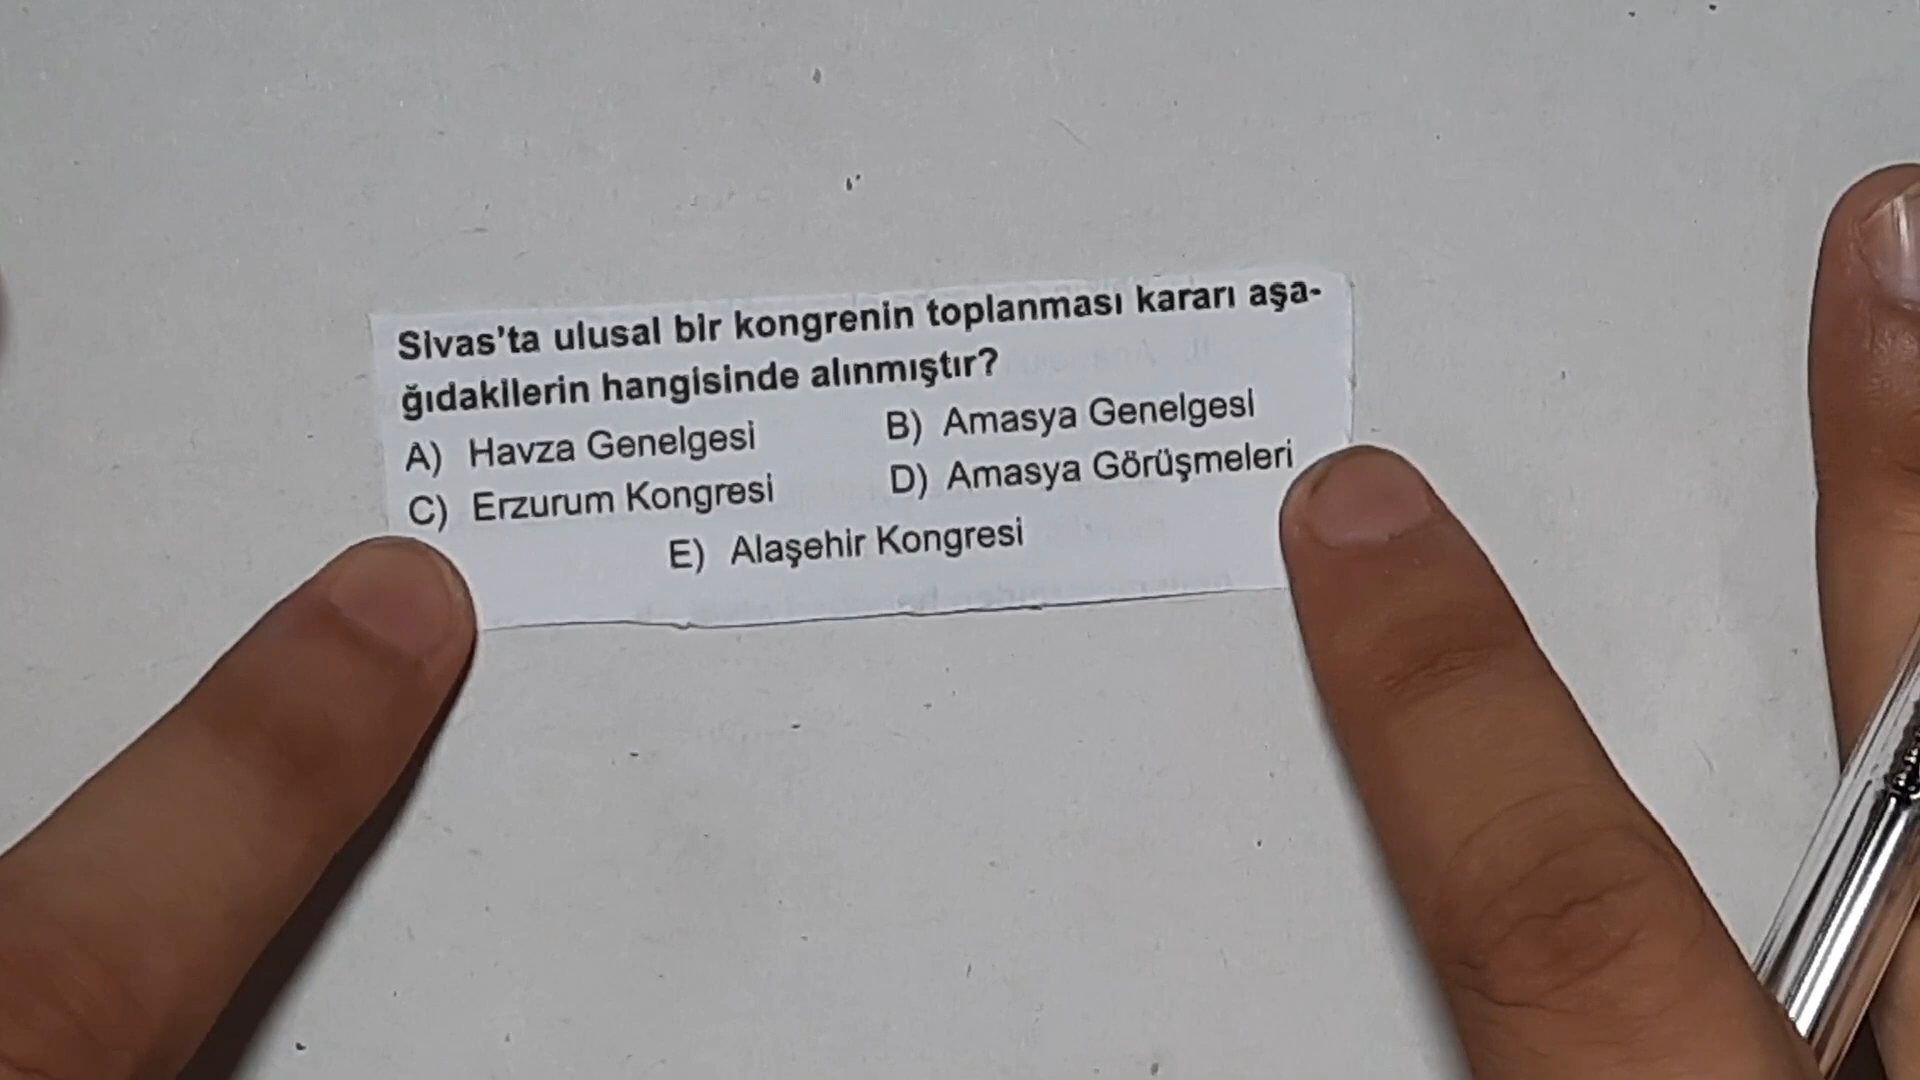 Sivas'ta ulusal bir kongrenin toplanması kararı aşa-
ğıdakilerin hangisinde alınmıştır?
A) Havza Genelgesi B) Amasya Genelgesi
C) Erzurum Kongresi D) Amasya Görüşmeleri
E) Alaşehir Kongresi